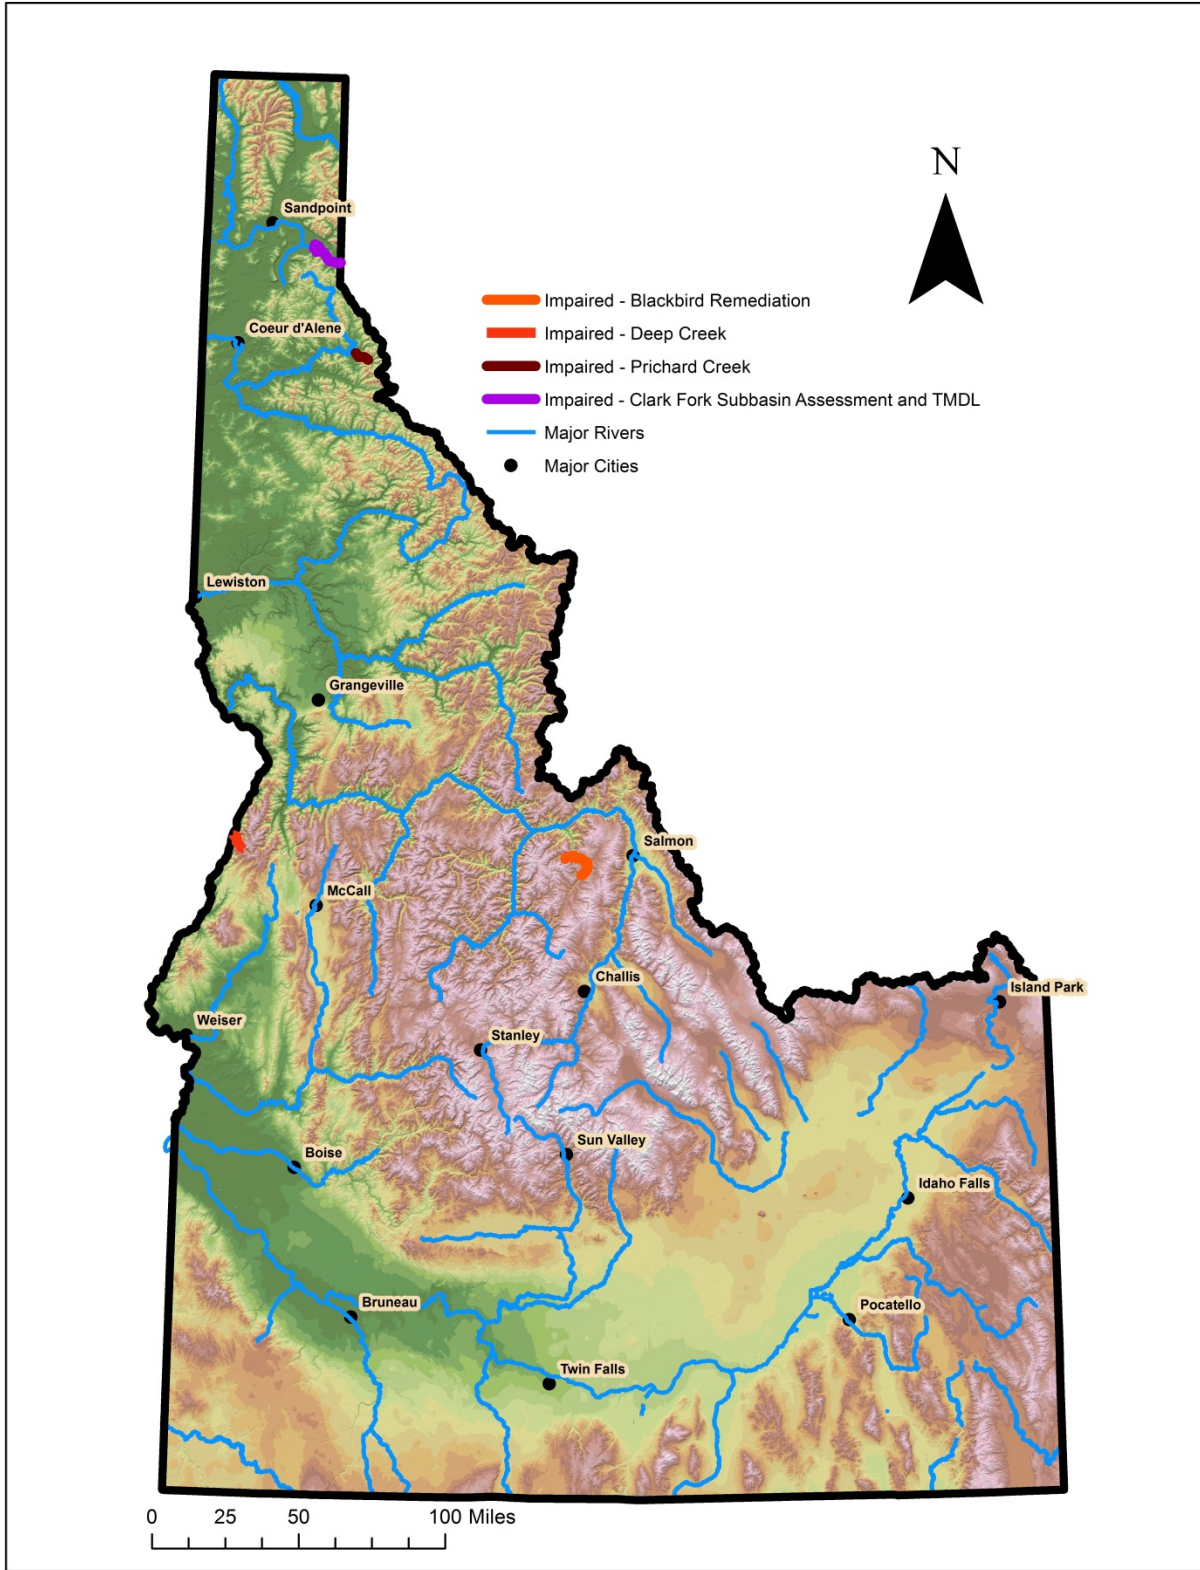 N
Sandpoint
Impaired - Blackbird Remediation
Coeur d'Alene
Impaired - Deep Creek
Impaired - Prichard Creek
Impaired - Clark Fork Subbasin Assessment and TMDL
Major Rivers
Major Cities
Lewiston
Grangeville
Salmon
McCall
Challis
Island Park
Weiser
Stanley
Sun Valley
Boise
Idaho Falls
Bruneau
Pocatello
Twin Falls
0 25 50 100 Miles